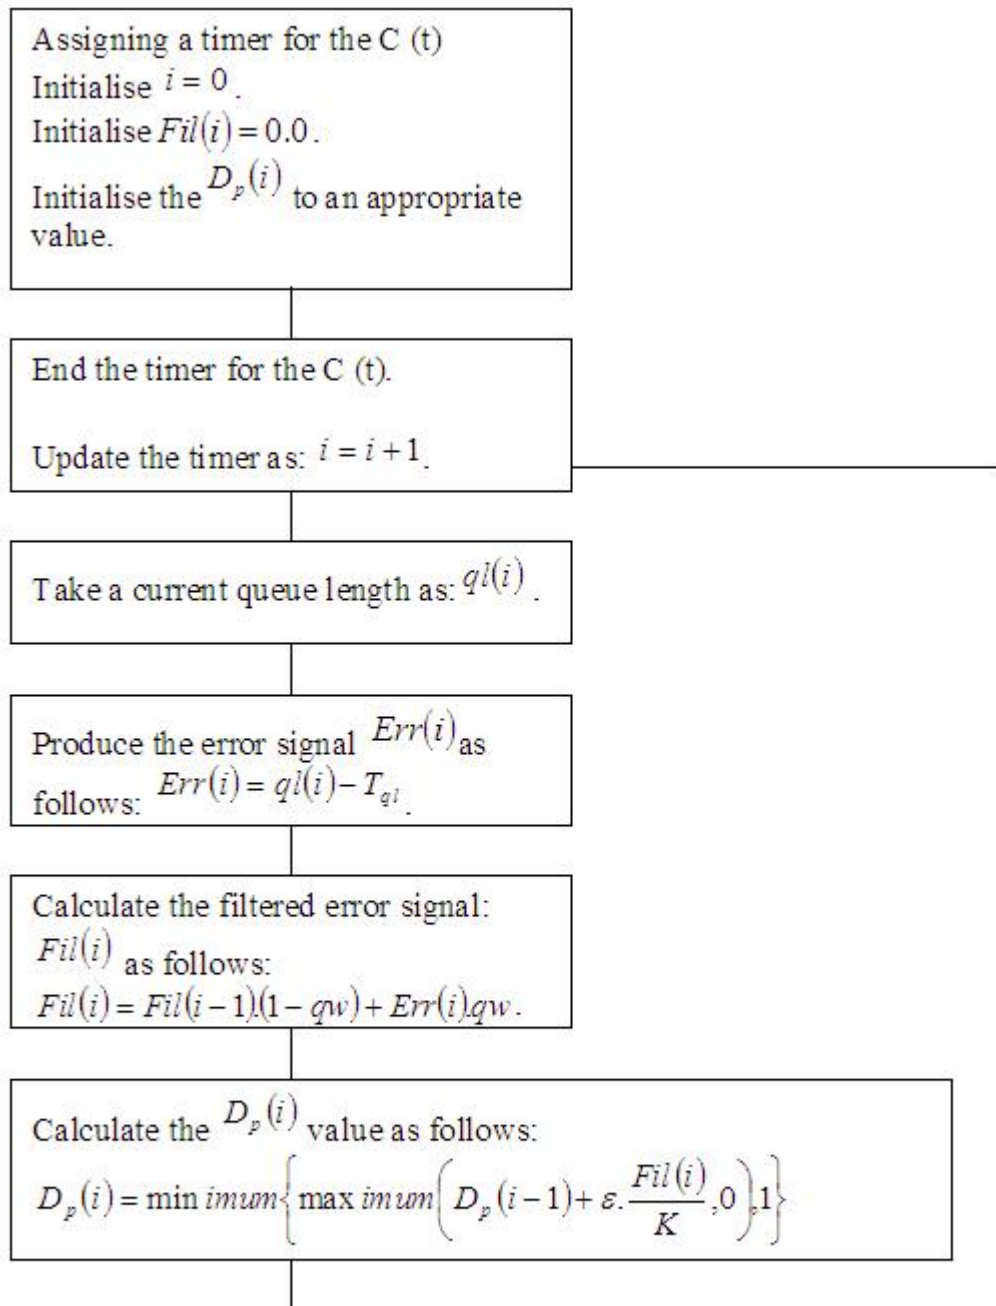 Assigning a timer for the C (t)
Initialise i = 0 .
Initialise Fil(i) = 0.0 .
Initialise the D_p(i) to an appropriate
value.
End the timer for the C (t).
Update the timer as: i = i +1 .
Take a current queue length as: ql(i) .
Produce the error signal Err(i) as
follows: Err(i) = ql(i) − T_ql .
Calculate the filtered error signal:
Fil(i) as follows:
Fil(i) = Fil(i −1).(1 − qw) + Err(i).qw .
Calculate the D_p(i) value as follows:
D_p(i) = min imum{max imum(D_p(i −1) + ε. Fil(i)/K ,0),1}